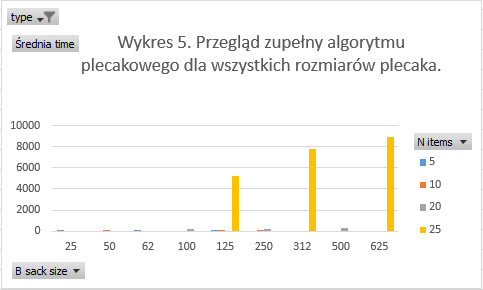 type
Średnia time
Wykres 5. Przegląd zupełny algorytmu
plecakowego dla wszystkich rozmiarów plecaka.
10000
8000
6000
4000
2000
0
25 50 62 100 125 250 312 500 625
N items
5
10
20
25
B sack size